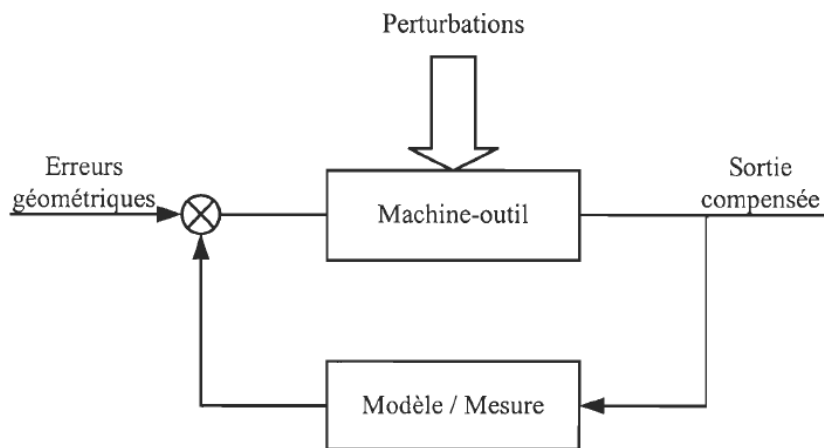 Perturbations
Erreurs
géométriques
Machine-outil
Sortie
compensée
Modèle / Mesure